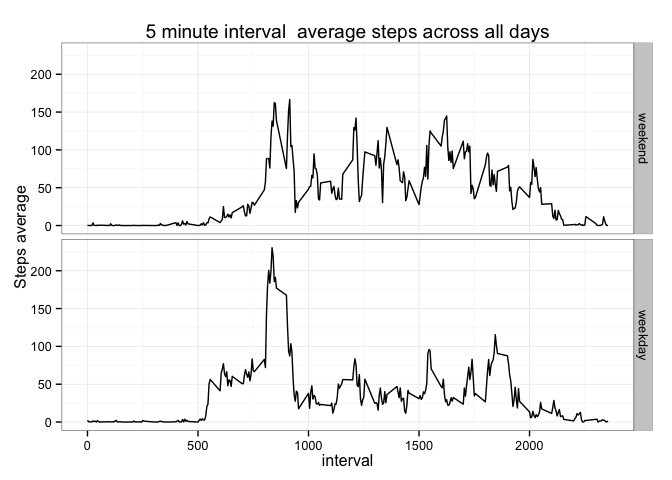 5 minute interval  average steps across all days
Steps average
200
150
100
50
0
weekend
200
150
100
50
0
weekday
0 500 1000 1500 2000
interval